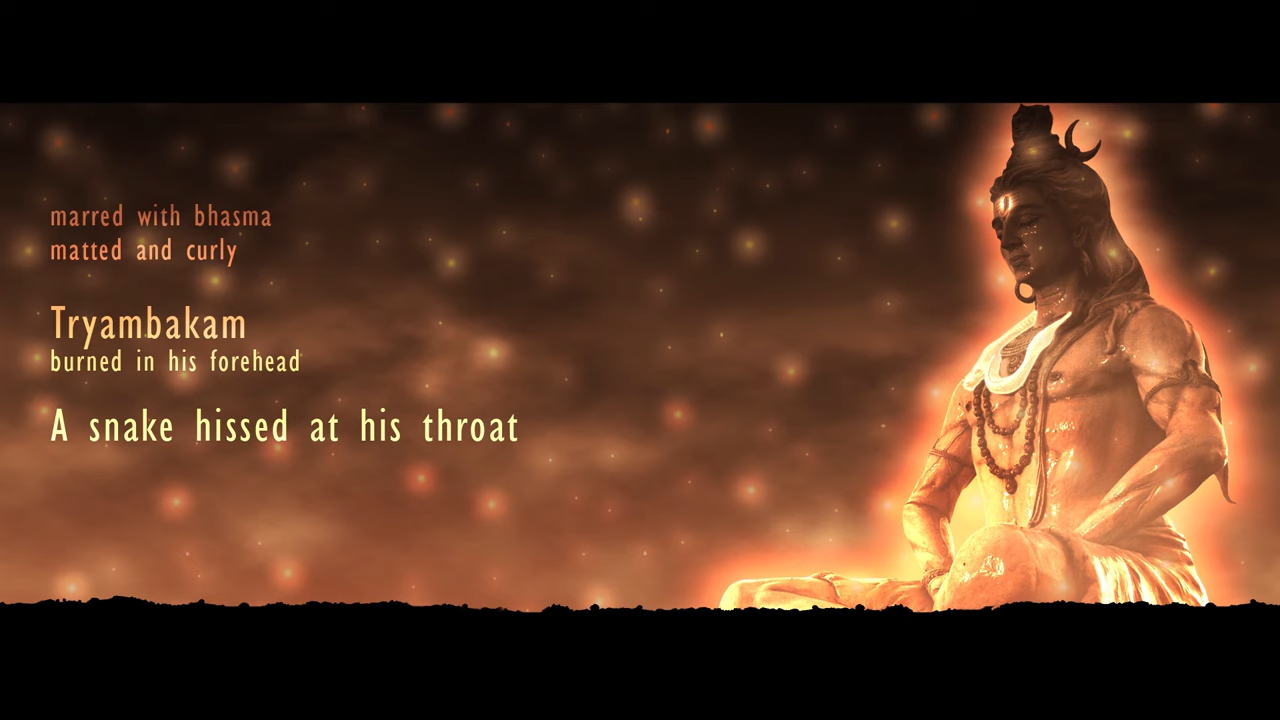 marred with bhasma
matted and curly
Tryambakam
burned in his forehead
A snake hissed at his throat